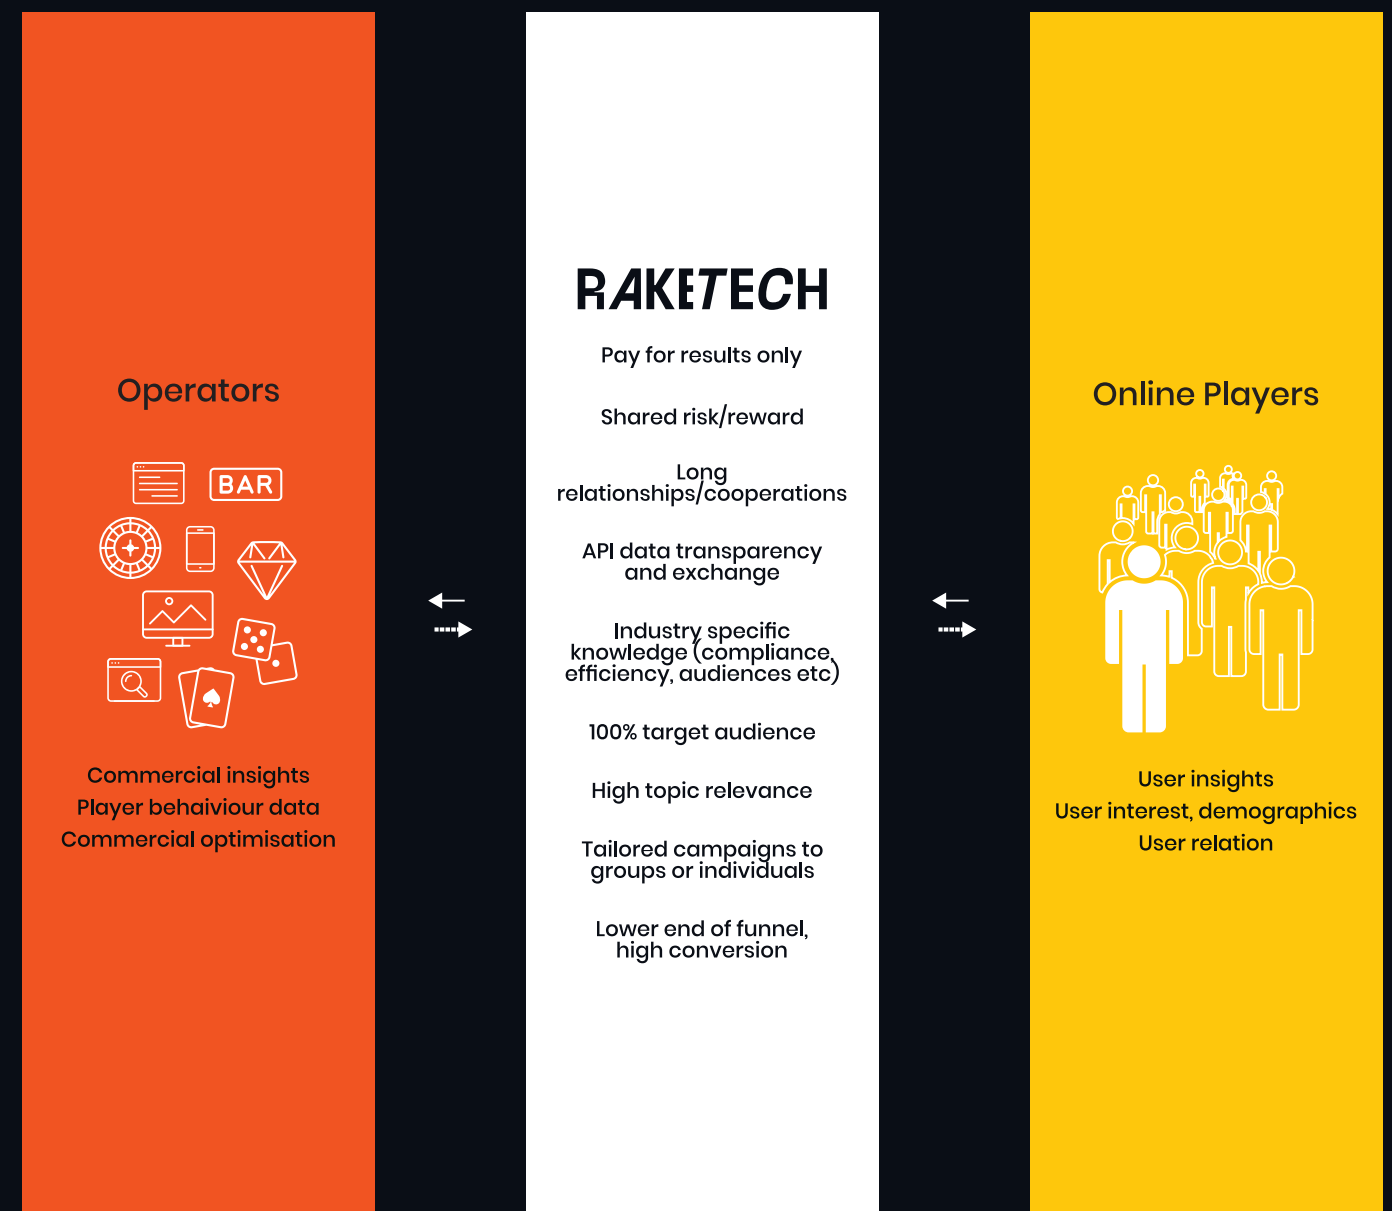 Operators
BAR
Commercial insights
Player behaiviour data
Commercial optimisation
RAKETECH
Pay for results only
Shared risk/reward
Long
relationships/cooperations
API data transparency
and exchange
Industry specific
knowledge (compliance,
efficiency, audiences etc)
100% target audience
High topic relevance
Tailored campaigns to
groups or individuals
Lower end of funnel,
high conversion
Online Players
User insights
User interest, demographics
User relation